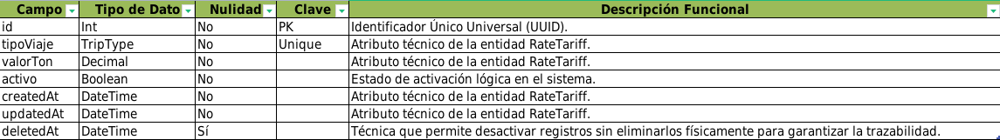 Campo Tipo de Dato Nulidad Clave Descripción Funcional
id Int No PK Identificador Único Universal (UUID).
tipoViaje TripType No Unique Atributo técnico de la entidad RateTariff.
valorTon Decimal No Atributo técnico de la entidad RateTariff.
activo Boolean No Estado de activación lógica en el sistema.
createdAt DateTime No Atributo técnico de la entidad RateTariff.
updatedAt DateTime No Atributo técnico de la entidad RateTariff.
deletedAt DateTime Sí Técnica que permite desactivar registros sin eliminarlos físicamente para garantizar la trazabilidad.